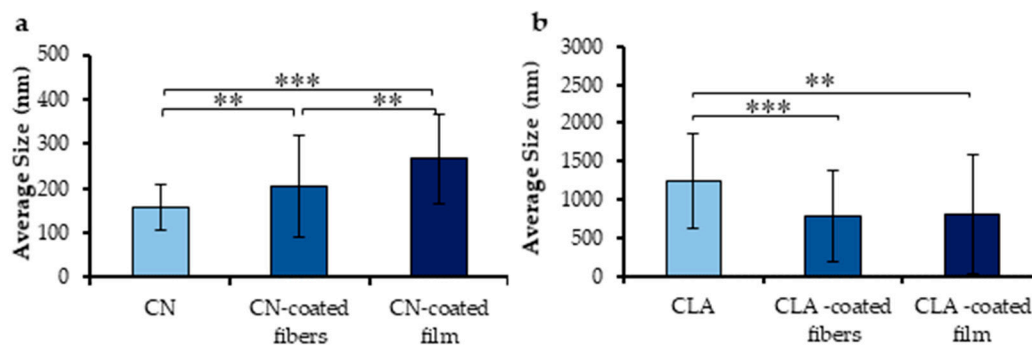 a
500
400
300
200
100
0
Average Size (nm)
***
**
**
CN
CN-coated
fibers
CN-coated
film
b
3000
2500
2000
1500
1000
500
0
Average Size (nm)
**
***
CLA
CLA -coated
fibers
CLA -coated
film